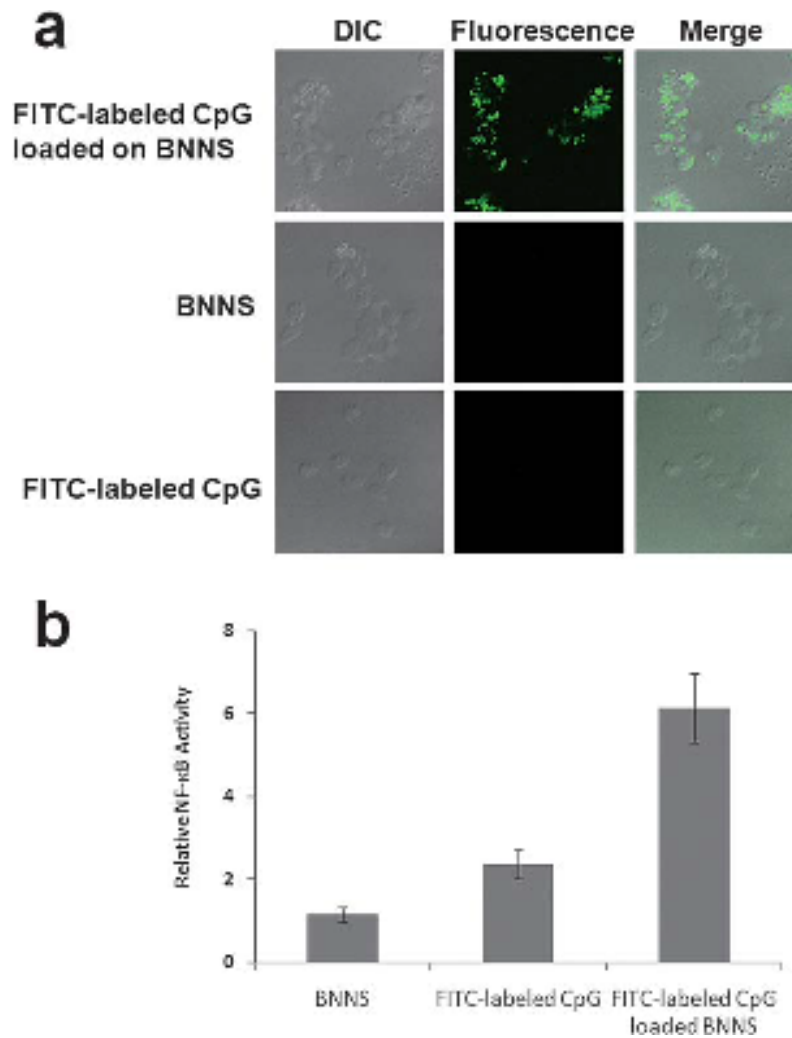 a
DIC Fluorescence Merge
FITC-labeled CpG
loaded on BNNS
BNNS
FITC-labeled CpG
b
Relative NF-κB Activity
8
6
4
2
0
BNNS FITC-labeled CpG FITC-labeled CpG
loaded BNNS